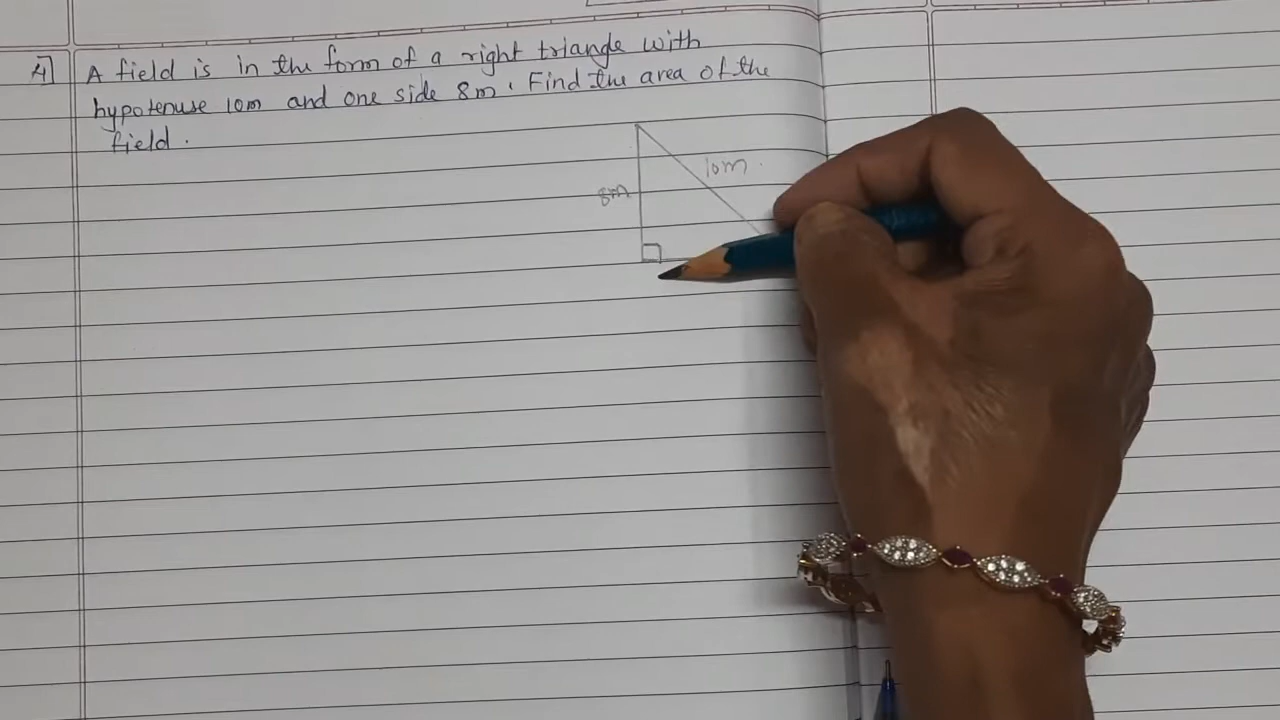 4] A field is in the form of a right triangle with
hypotenuse 10m and one side 8m. Find the area of the
field.
10m.
8m